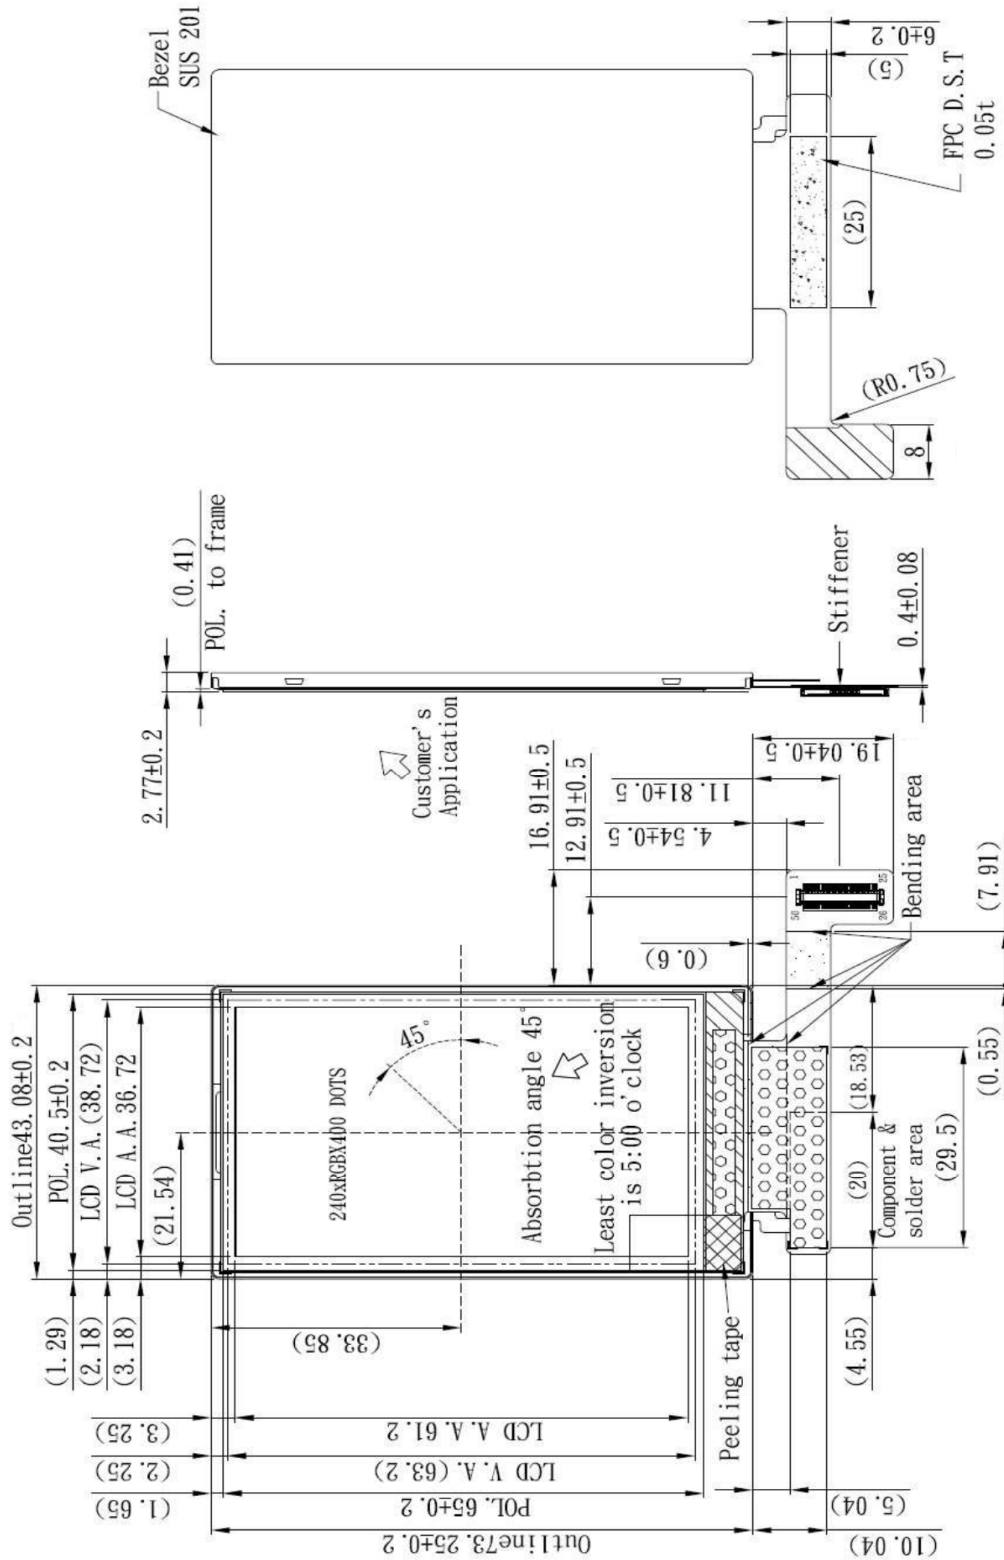 Outline43.08±0.2
POL.40.5±0.2
LCD V.A.(38.72)
LCD A.A.36.72
(21.54)
(1.29)
(2.18)
(3.18)
(3.25)
(2.25)
(1.65)
Outline73.25±0.2
POL.65±0.2
LCD V.A.(63.2)
LCD A.A 61.2
(33.85)
45°
240xRGBX400 DOTS
Absorbtion angle 45°
Least color inversion
is 5:00 o'clock
Peeling tape
(5.04)
(10.04)
(4.55)
Component &
solder area
(20)
(18.53)
(29.5)
(0.55)
(7.91)
Bending area
1
50
25
26
(0.6)
16.91±0.5
12.91±0.5
4.54±0.5
11.81±0.5
19.04±0.5
2.77±0.2
(0.41)
POL. to frame
Customer's
Application
Stiffener
0.4±0.08
Bezel
SUS 201
8
(R0.75)
(25)
FPC D.S.T
0.05t
(5)
6±0.2